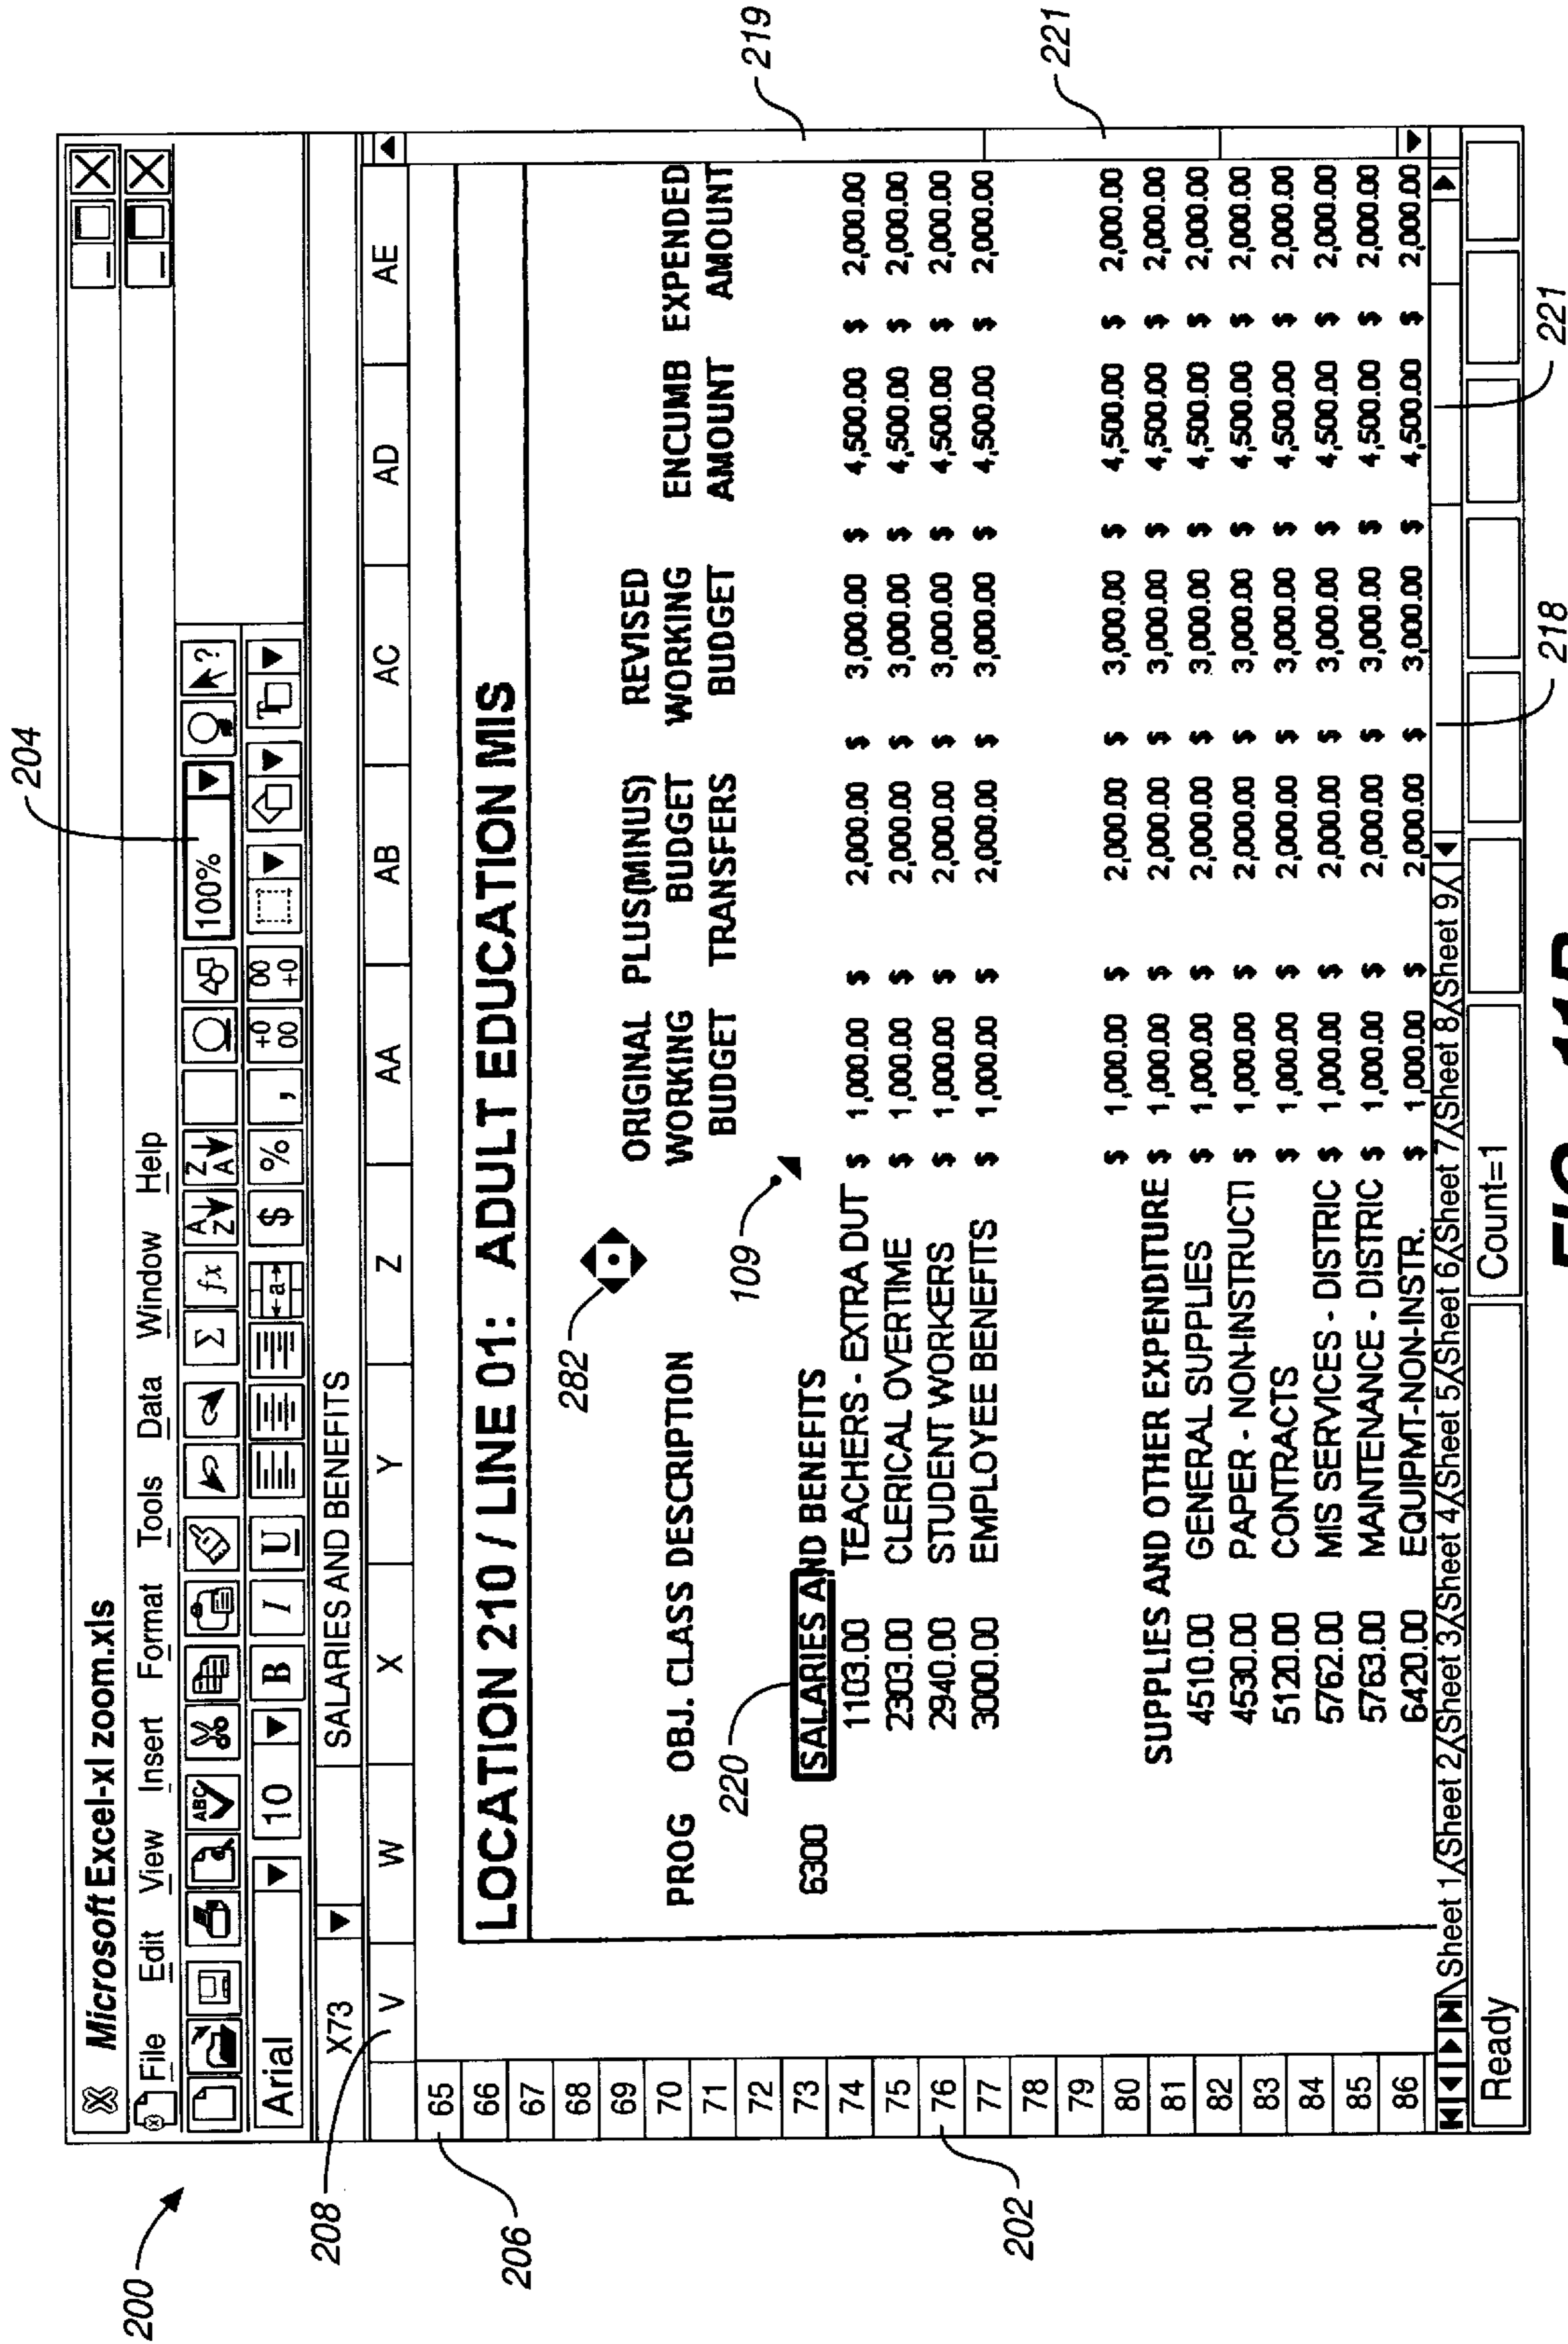 200
204
Microsoft Excel-xl zoom.xls
File Edit View Insert Format Tools Data Window Help
ABC Σ fx A Z Z A 100% ?
Arial 10 B I U a $ % , +0 00 00 +0 T
X73 SALARIES AND BENEFITS
208 V W X Y Z AA AB AC AD AE
206 65
66 LOCATION 210 / LINE 01: ADULT EDUCATION MIS
67
68
282
69 ORIGINAL PLUS(MINUS) REVISED
70 PROG OBJ. CLASS DESCRIPTION WORKING BUDGET WORKING ENCUMB EXPENDED
71 BUDGET TRANSFERS BUDGET AMOUNT AMOUNT
72 220 109 219
73 6300 SALARIES AND BENEFITS
74 1103.00 TEACHERS - EXTRA DUT $ 1,000.00 $ 2,000.00 $ 3,000.00 $ 4,500.00 $ 2,000.00
75 2303.00 CLERICAL OVERTIME $ 1,000.00 $ 2,000.00 $ 3,000.00 $ 4,500.00 $ 2,000.00
202 76 2940.00 STUDENT WORKERS $ 1,000.00 $ 2,000.00 $ 3,000.00 $ 4,500.00 $ 2,000.00
77 3000.00 EMPLOYEE BENEFITS $ 1,000.00 $ 2,000.00 $ 3,000.00 $ 4,500.00 $ 2,000.00
78
79 221
80 SUPPLIES AND OTHER EXPENDITURE $ 1,000.00 $ 2,000.00 $ 3,000.00 $ 4,500.00 $ 2,000.00
81 4510.00 GENERAL SUPPLIES $ 1,000.00 $ 2,000.00 $ 3,000.00 $ 4,500.00 $ 2,000.00
82 4530.00 PAPER - NON-INSTRUCTI $ 1,000.00 $ 2,000.00 $ 3,000.00 $ 4,500.00 $ 2,000.00
83 5120.00 CONTRACTS $ 1,000.00 $ 2,000.00 $ 3,000.00 $ 4,500.00 $ 2,000.00
84 5762.00 MIS SERVICES - DISTRIC $ 1,000.00 $ 2,000.00 $ 3,000.00 $ 4,500.00 $ 2,000.00
85 5763.00 MAINTENANCE - DISTRIC $ 1,000.00 $ 2,000.00 $ 3,000.00 $ 4,500.00 $ 2,000.00
86 6420.00 EQUIPMT-NON-INSTR. $ 1,000.00 $ 2,000.00 $ 3,000.00 $ 4,500.00 $ 2,000.00
Sheet 1 Sheet 2 Sheet 3 Sheet 4 Sheet 5 Sheet 6 Sheet 7 Sheet 8 Sheet 9
Ready Count=1
218 221